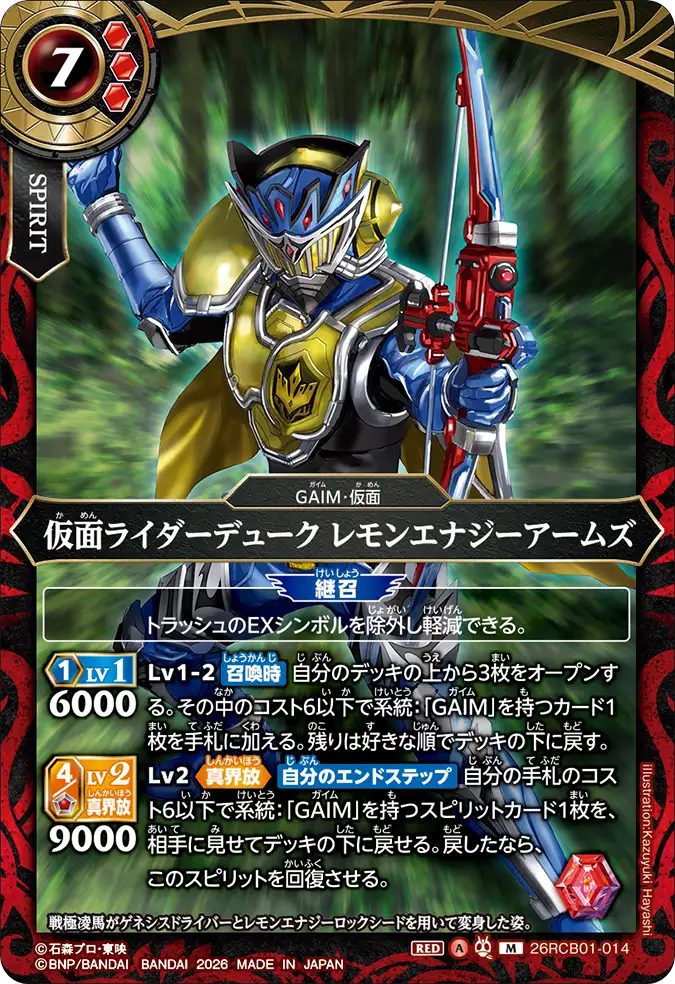 7
SPIRIT
GAIM・仮面
仮面ライダーデューク レモンエナジーアームズ
継召
トラッシュのEXシンボルを除外し軽減できる。
1 LV1
6000
Lv1-2 召喚時 自分のデッキの上から3枚をオープンす
る。その中のコスト6以下で系統:「GAIM」を持つカード1
枚を手札に加える。残りは好きな順でデッキの下に戻す。
4 LV2
真界放
9000
Lv2 真界放 自分のエンドステップ 自分の手札のコス
ト6以下で系統:「GAIM」を持つスピリットカード1枚を、
相手に見せてデッキの下に戻せる。戻したなら、
このスピリットを回復させる。
戦極凌馬がゲネシスドライバーとレモンエナジーロックシードを用いて変身した姿。
illustration:Kazuyuki Hayashi
©石森プロ・東映
©BNP/BANDAI BANDAI 2026 MADE IN JAPAN
RED A M 26RCB01-014